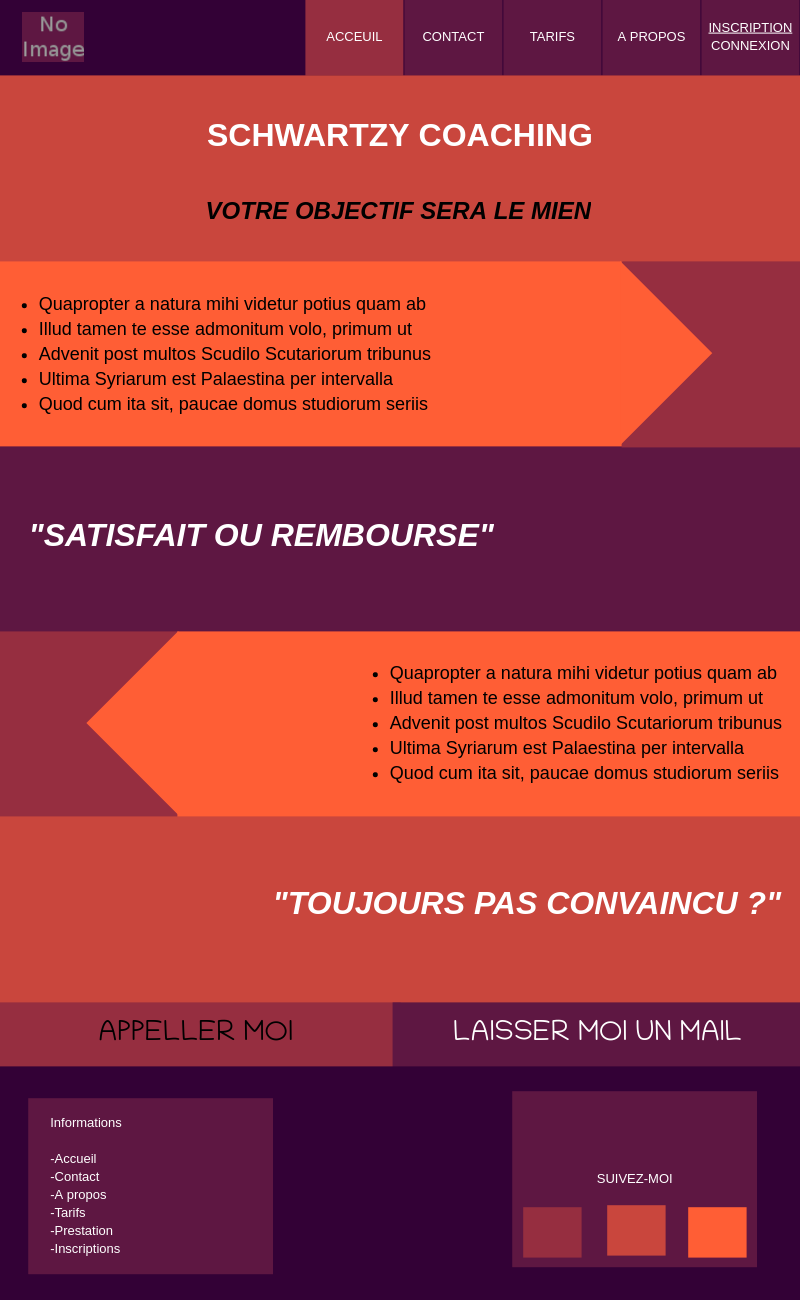 No
Image
ACCEUIL
CONTACT
TARIFS
A PROPOS
INSCRIPTION
CONNEXION
SCHWARTZY COACHING
VOTRE OBJECTIF SERA LE MIEN
• Quapropter a natura mihi videtur potius quam ab
• Illud tamen te esse admonitum volo, primum ut
• Advenit post multos Scudilo Scutariorum tribunus
• Ultima Syriarum est Palaestina per intervalla
• Quod cum ita sit, paucae domus studiorum seriis
"SATISFAIT OU REMBOURSE"
• Quapropter a natura mihi videtur potius quam ab
• Illud tamen te esse admonitum volo, primum ut
• Advenit post multos Scudilo Scutariorum tribunus
• Ultima Syriarum est Palaestina per intervalla
• Quod cum ita sit, paucae domus studiorum seriis
"TOUJOURS PAS CONVAINCU ?"
APPELLER MOI
LAISSER MOI UN MAIL
Informations
-Accueil
-Contact
-A propos
-Tarifs
-Prestation
-Inscriptions
SUIVEZ-MOI